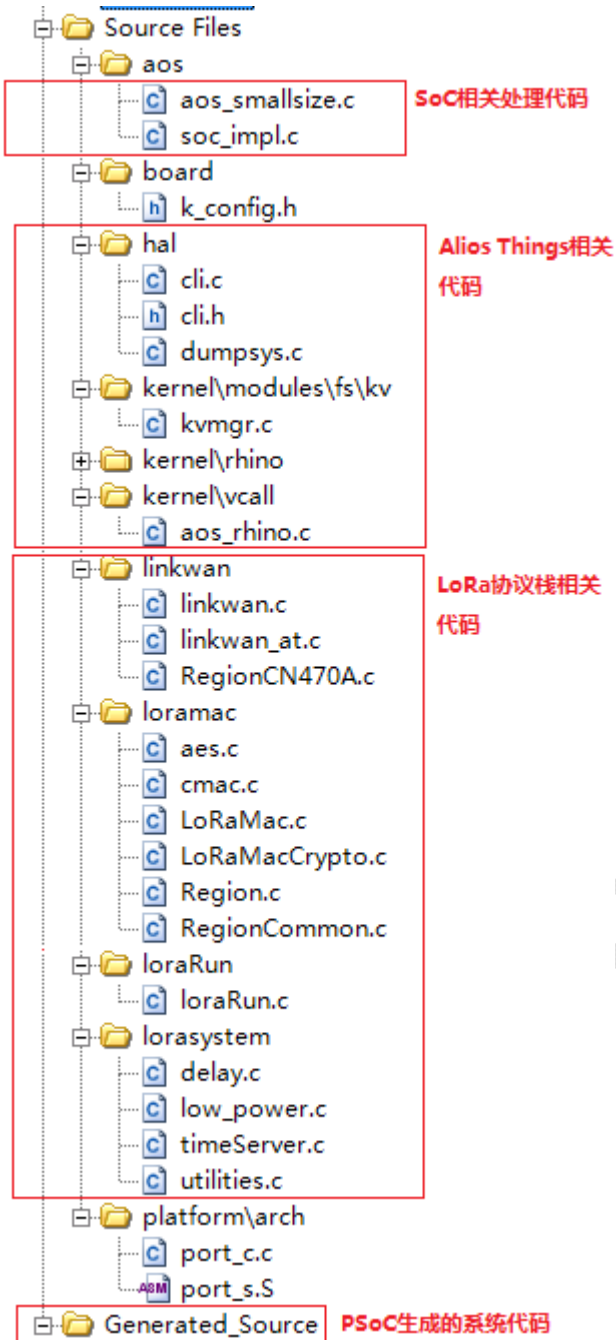 Source Files
aos
aos_smallsize.c
SoC相关处理代码
soc_impl.c
board
k_config.h
hal
Alios Things相关
代码
cli.c
cli.h
dumpsys.c
kernel\modules\fs\kv
kvmgr.c
kernel\rhino
kernel\vcall
aos_rhino.c
linkwan
LoRa协议栈相关
代码
linkwan.c
linkwan_at.c
RegionCN470A.c
loramac
aes.c
cmac.c
LoRaMac.c
LoRaMacCrypto.c
Region.c
RegionCommon.c
loraRun
loraRun.c
lorasystem
delay.c
low_power.c
timeServer.c
utilities.c
platform\arch
port_c.c
port_s.S
Generated_Source PSoC生成的系统代码